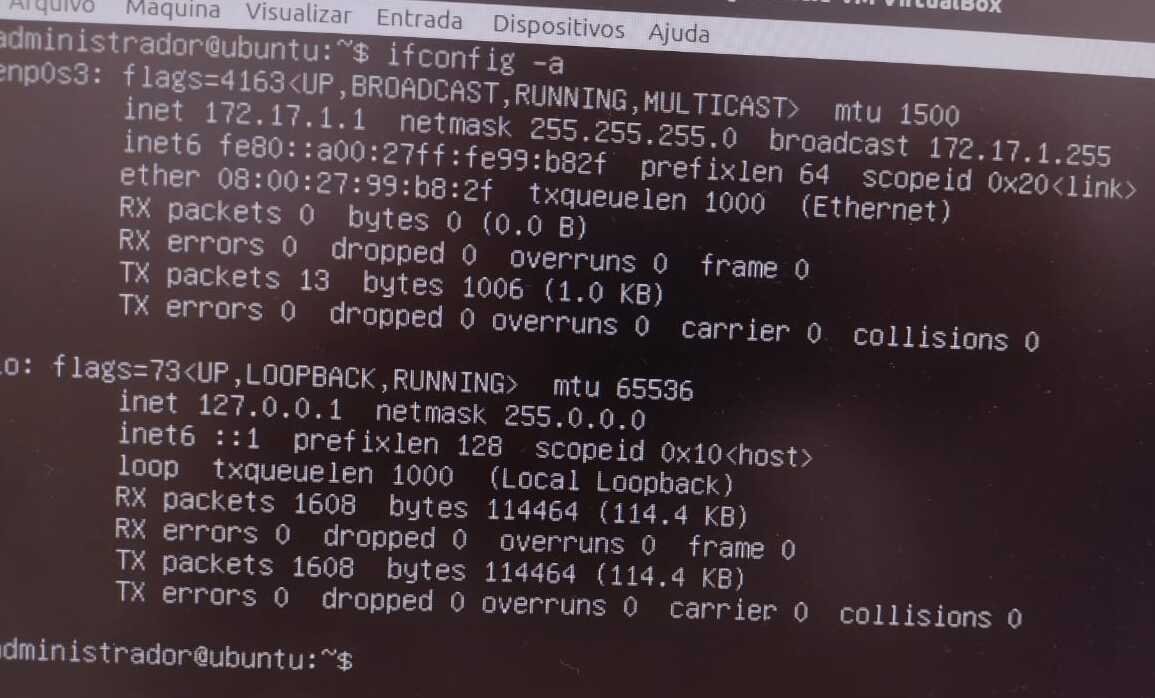 Arquivo Máquina Visualizar Entrada Dispositivos Ajuda
administrador@ubuntu:~$ ifconfig -a
enp0s3: flags=4163<UP,BROADCAST,RUNNING,MULTICAST> mtu 1500
inet 172.17.1.1 netmask 255.255.255.0 broadcast 172.17.1.255
inet6 fe80::a00:27ff:fe99:b82f prefixlen 64 scopeid 0x20<link>
ether 08:00:27:99:b8:2f txqueuelen 1000 (Ethernet)
RX packets 0 bytes 0 (0.0 B)
RX errors 0 dropped 0 overruns 0 frame 0
TX packets 13 bytes 1006 (1.0 KB)
TX errors 0 dropped 0 overruns 0 carrier 0 collisions 0
lo: flags=73<UP,LOOPBACK,RUNNING> mtu 65536
inet 127.0.0.1 netmask 255.0.0.0
inet6 ::1 prefixlen 128 scopeid 0x10<host>
loop txqueuelen 1000 (Local Loopback)
RX packets 1608 bytes 114464 (114.4 KB)
RX errors 0 dropped 0 overruns 0 frame 0
TX packets 1608 bytes 114464 (114.4 KB)
TX errors 0 dropped 0 overruns 0 carrier 0 collisions 0
administrador@ubuntu:~$